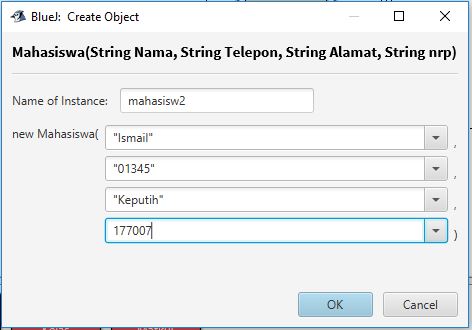 BlueJ: Create Object
Mahasiswa(String Nama, String Telepon, String Alamat, String nrp)
Name of Instance: mahasisw2
new Mahasiswa( "Ismail" ,
"01345" ,
"Keputih" ,
177007 )
OK Cancel